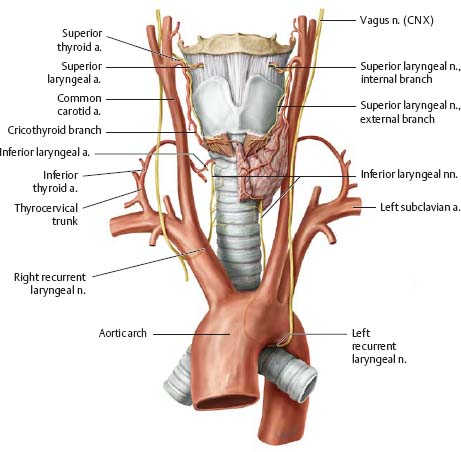 Superior
thyroid a.
Superior
laryngeal a.
Common
carotid a.
Cricothyroid branch
Inferior laryngeal a.
Inferior
thyroid a.
Thyrocervical
trunk
Right recurrent
laryngeal n.
Aortic arch
Vagus n. (CNX)
Superior laryngeal n.,
internal branch
Superior laryngeal n.,
external branch
Inferior laryngeal nn.
Left subclavian a.
Left
recurrent
laryngeal n.